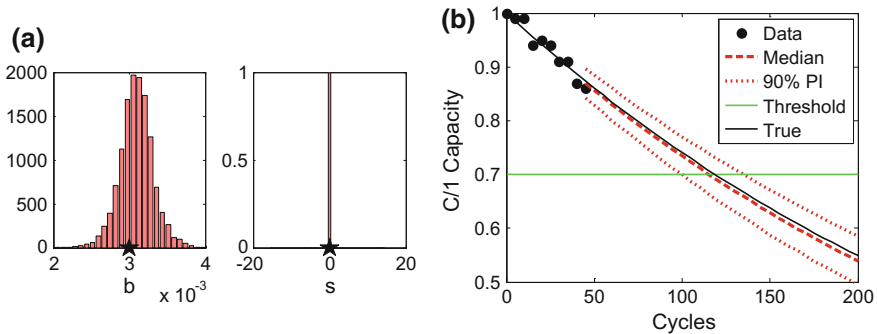 (a)
2000
1500
1000
500
0
2
3
4
b
x 10⁻³
1
0.5
0
-20
0
20
s
(b)
1
0.9
0.8
0.7
0.6
0.5
C/1 Capacity
0
50
100
150
200
Cycles
Data
Median
90% PI
Threshold
True